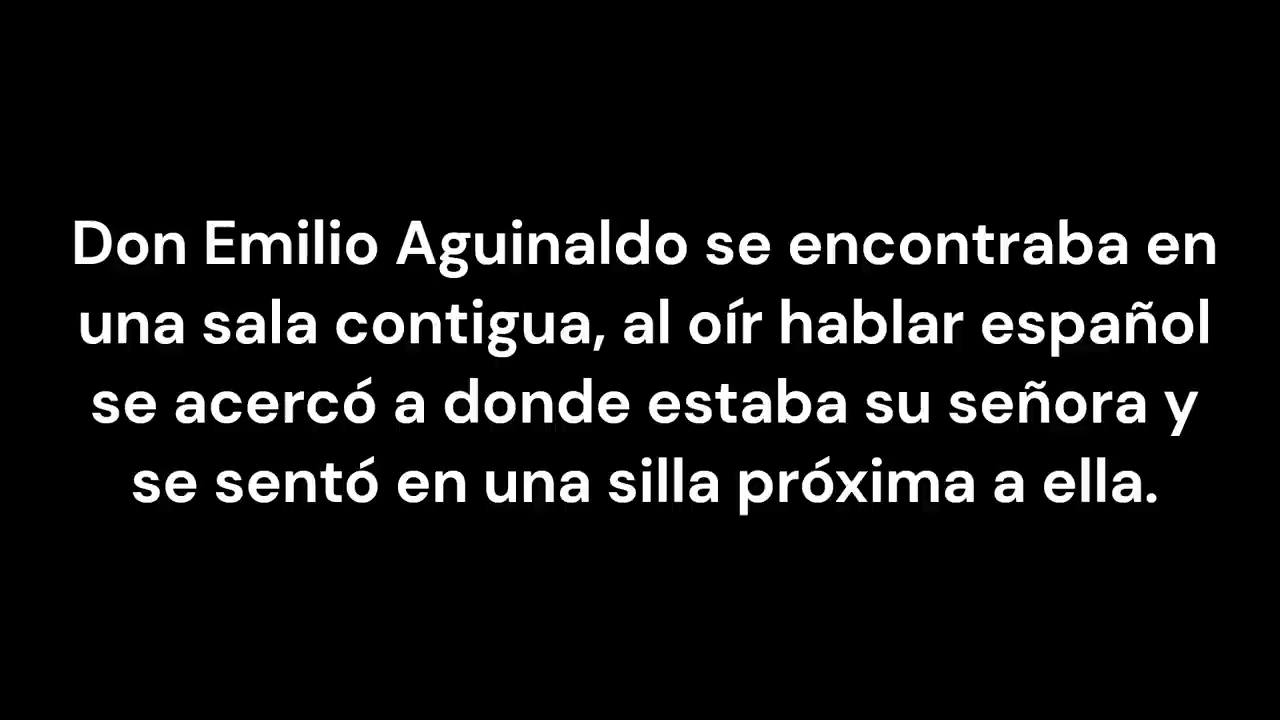 Don Emilio Aguinaldo se encontraba en
una sala contigua, al oír hablar español
se acercó a donde estaba su señora y
se sentó en una silla próxima a ella.